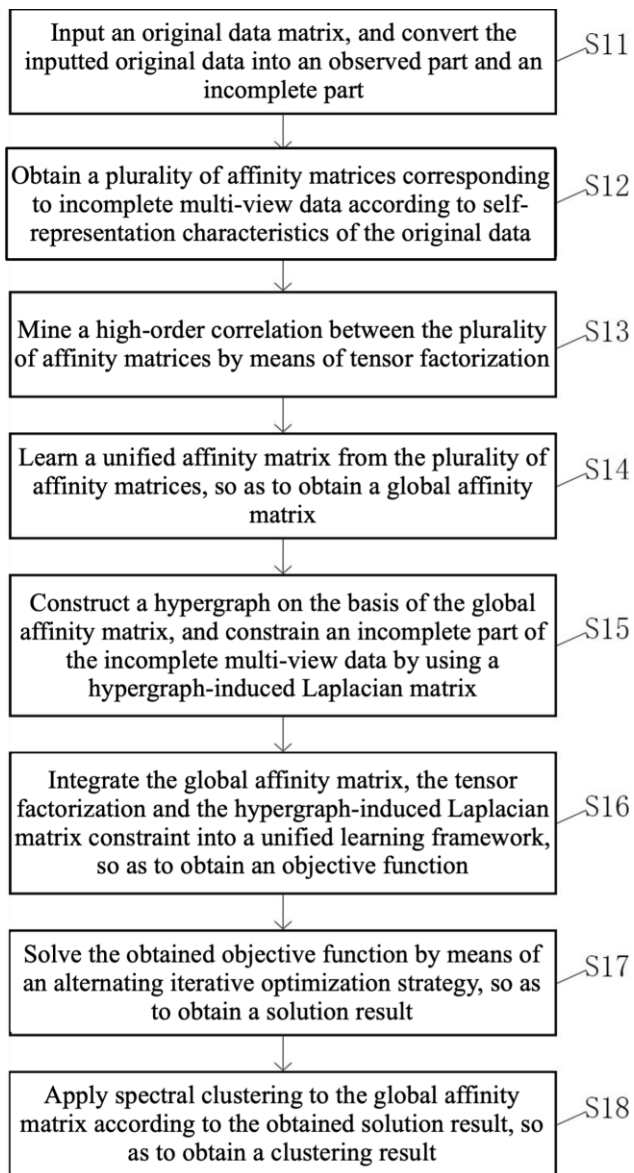 Input an original data matrix, and convert the
inputted original data into an observed part and an
incomplete part
S11
Obtain a plurality of affinity matrices corresponding
to incomplete multi-view data according to self-
representation characteristics of the original data
S12
Mine a high-order correlation between the plurality
of affinity matrices by means of tensor factorization
S13
Learn a unified affinity matrix from the plurality of
affinity matrices, so as to obtain a global affinity
matrix
S14
Construct a hypergraph on the basis of the global
affinity matrix, and constrain an incomplete part of
the incomplete multi-view data by using a
hypergraph-induced Laplacian matrix
S15
Integrate the global affinity matrix, the tensor
factorization and the hypergraph-induced Laplacian
matrix constraint into a unified learning framework,
so as to obtain an objective function
S16
Solve the obtained objective function by means of
an alternating iterative optimization strategy, so as
to obtain a solution result
S17
Apply spectral clustering to the global affinity
matrix according to the obtained solution result, so
as to obtain a clustering result
S18